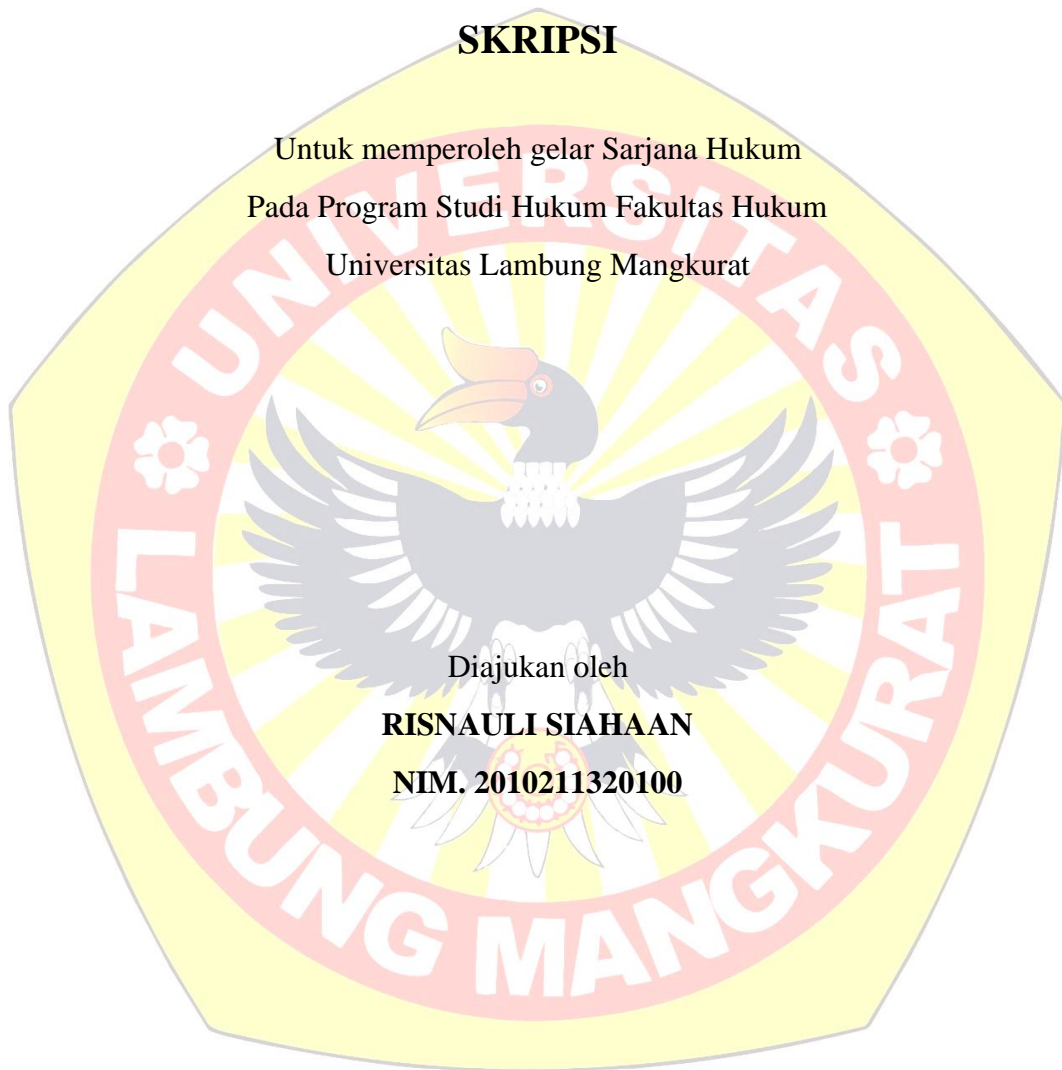 SKRIPSI
Untuk memperoleh gelar Sarjana Hukum
Pada Program Studi Hukum Fakultas Hukum
Universitas Lambung Mangkurat
UNIVERSITAS
LAMBUNG MANGKURAT
Diajukan oleh
RISNAULI SIAHAAN
NIM. 2010211320100